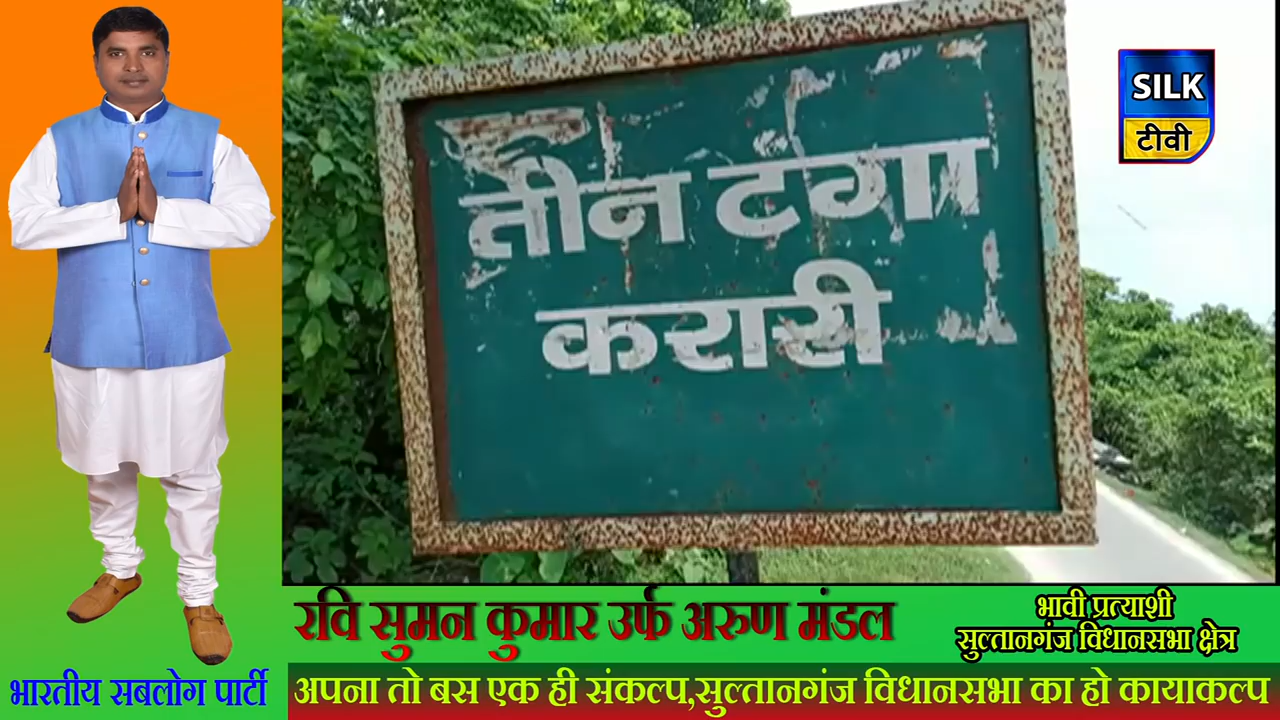 SILK
टीवी
तीन टंगा
करारी
रवि सुमन कुमार उर्फ अरुण मंडल
भावी प्रत्याशी
सुल्तानगंज विधानसभा क्षेत्र
भारतीय सबलोग पार्टी
अपना तो बस एक ही संकल्प,सुल्तानगंज विधानसभा का हो कायाकल्प